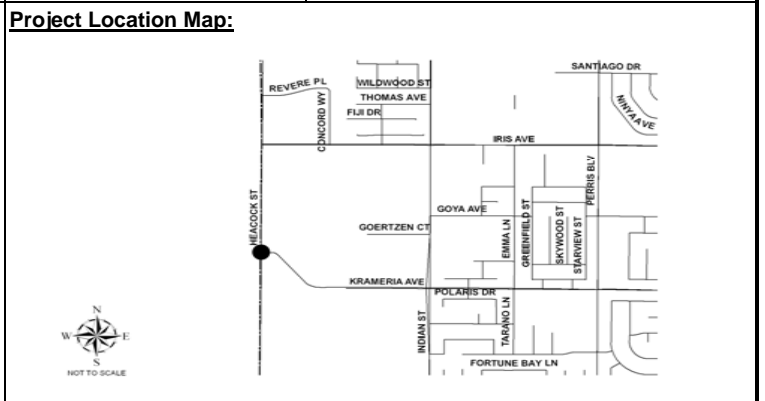 Project Location Map:
SANTIAGO DR
REVERE PL
WILDWOOD ST
THOMAS AVE
NINYA AVE
CONCORD WY
FIJI DR
IRIS AVE
PERRIS BLV
HEACOCK ST
GOYA AVE
GREENFIELD ST
SKYWOOD ST
STARVIEW ST
EMMA LN
GOERTZEN CT
KRAMERIA AVE
POLARIS DR
INDIAN ST
TARANO LN
FORTUNE BAY LN
N
W E
S
NOT TO SCALE